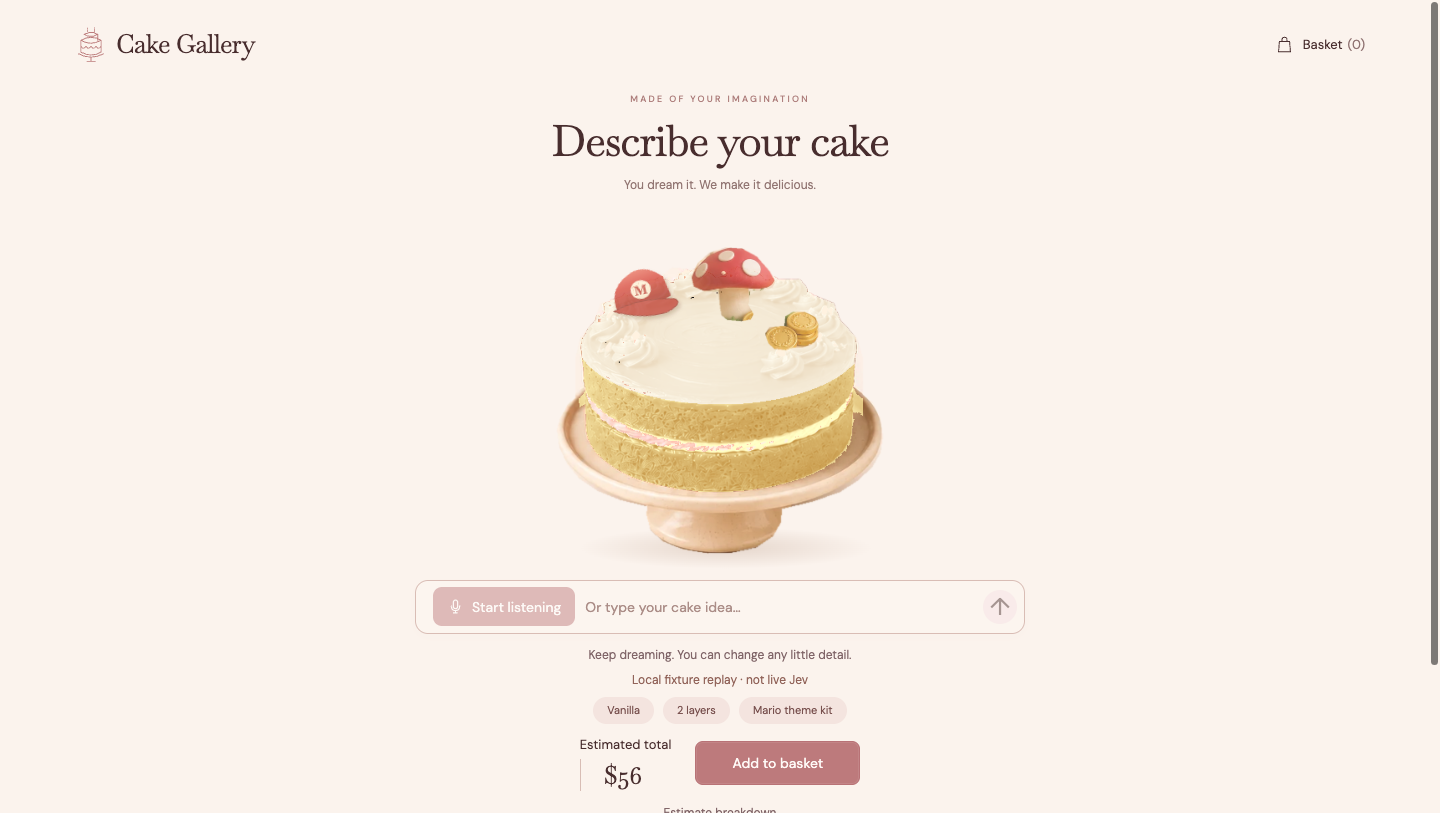 Cake Gallery
Basket (0)
MADE OF YOUR IMAGINATION
Describe your cake
You dream it. We make it delicious.
M
Start listening
Or type your cake idea...
Keep dreaming. You can change any little detail.
Local fixture replay · not live Jev
Vanilla
2 layers
Mario theme kit
Estimated total
$56
Add to basket
Estimate breakdown